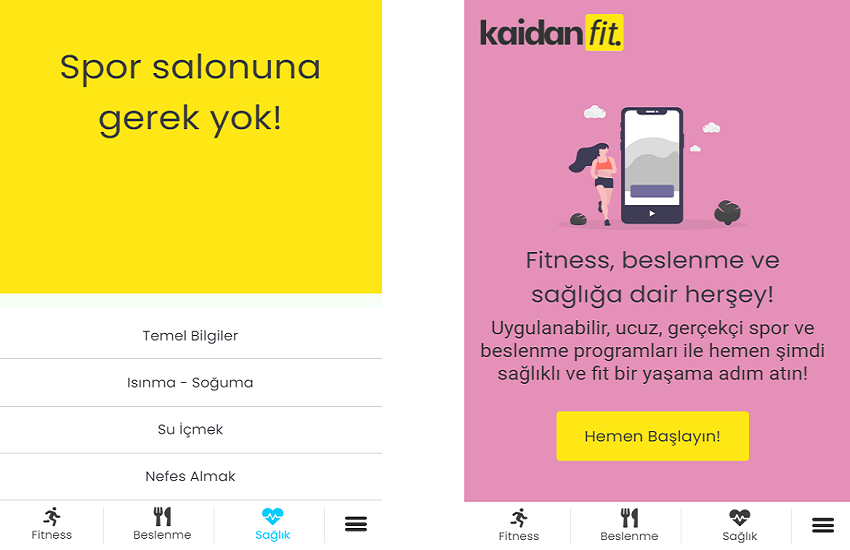 Spor salonuna
gerek yok!
Temel Bilgiler
Isınma - Soğuma
Su İçmek
Nefes Almak
Fitness
Beslenme
Sağlık
kaidan fit.
Fitness, beslenme ve
sağlığa dair herşey!
Uygulanabilir, ucuz, gerçekçi spor ve
beslenme programları ile hemen şimdi
sağlıklı ve fit bir yaşama adım atın!
Hemen Başlayın!
Fitness
Beslenme
Sağlık